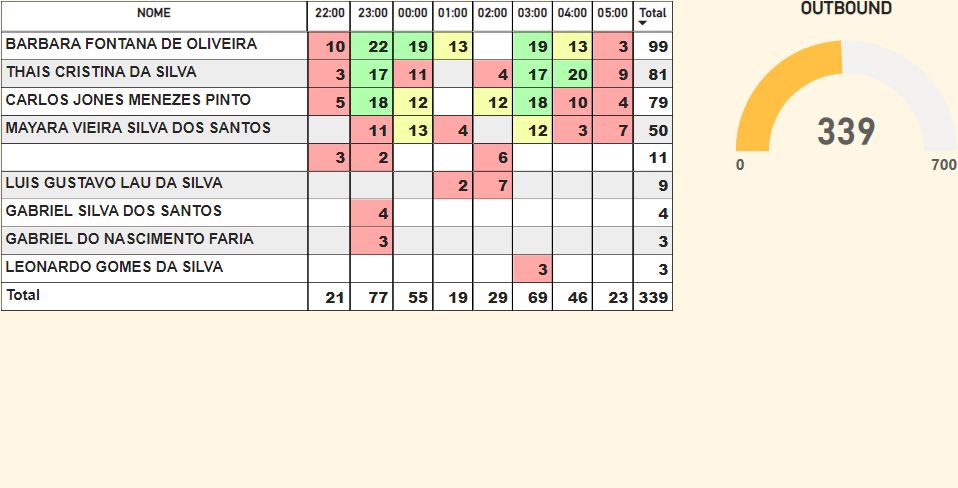 NOME 22:00 23:00 00:00 01:00 02:00 03:00 04:00 05:00 Total
BARBARA FONTANA DE OLIVEIRA 10 22 19 13 19 13 3 99
THAIS CRISTINA DA SILVA 3 17 11 4 17 20 9 81
CARLOS JONES MENEZES PINTO 5 18 12 12 18 10 4 79
MAYARA VIEIRA SILVA DOS SANTOS 11 13 4 12 3 7 50
3 2 6 11
LUIS GUSTAVO LAU DA SILVA 2 7 9
GABRIEL SILVA DOS SANTOS 4 4
GABRIEL DO NASCIMENTO FARIA 3 3
LEONARDO GOMES DA SILVA 3 3
Total 21 77 55 19 29 69 46 23 339
OUTBOUND
339
0 700